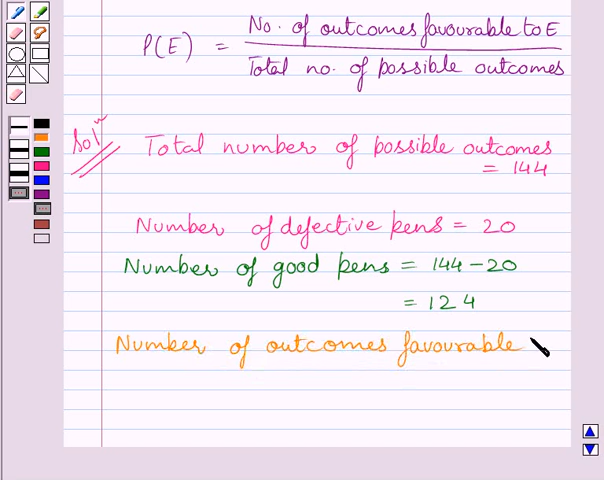 P(E) = No. of outcomes favourable to E
Total no. of possible outcomes
Solⁿ Total number of possible outcomes
= 144
Number of defective pens = 20
Number of good pens = 144 - 20
= 124
Number of outcomes favourable